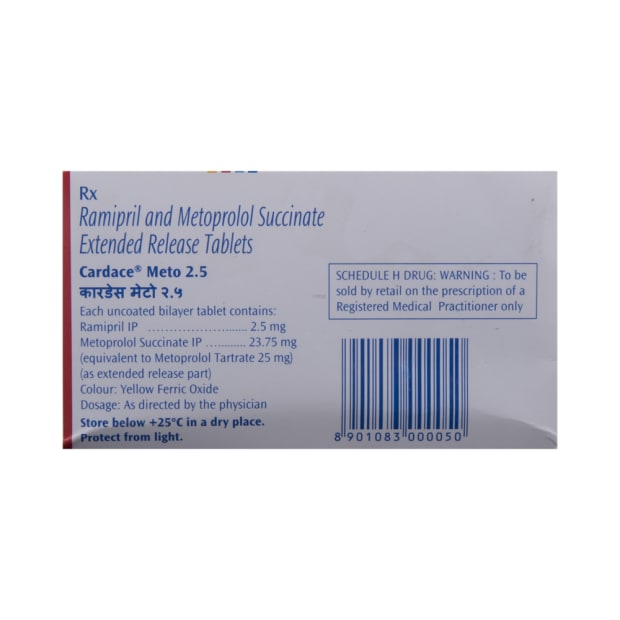 Rx
Ramipril and Metoprolol Succinate
Extended Release Tablets
Cardace® Meto 2.5
कारडेस मेटो २.५
Each uncoated bilayer tablet contains:
Ramipril IP ........................ 2.5 mg
Metoprolol Succinate IP ............ 23.75 mg
(equivalent to Metoprolol Tartrate 25 mg)
(as extended release part)
Colour: Yellow Ferric Oxide
Dosage: As directed by the physician
Store below +25°C in a dry place.
Protect from light.
SCHEDULE H DRUG: WARNING : To be
sold by retail on the prescription of a
Registered Medical Practitioner only
8 901083 000050